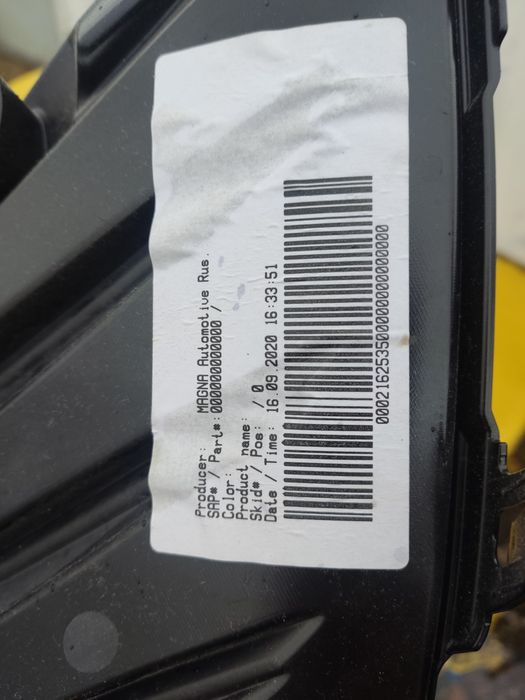 Producer: MAGNA Automotive Rus.
SAP# / Part#:000000000000 /
Color:
Product name:
Skid# / Pos: / 0
Date / Time: 16.09.2020 16:33:51
0002162535000000000000000000